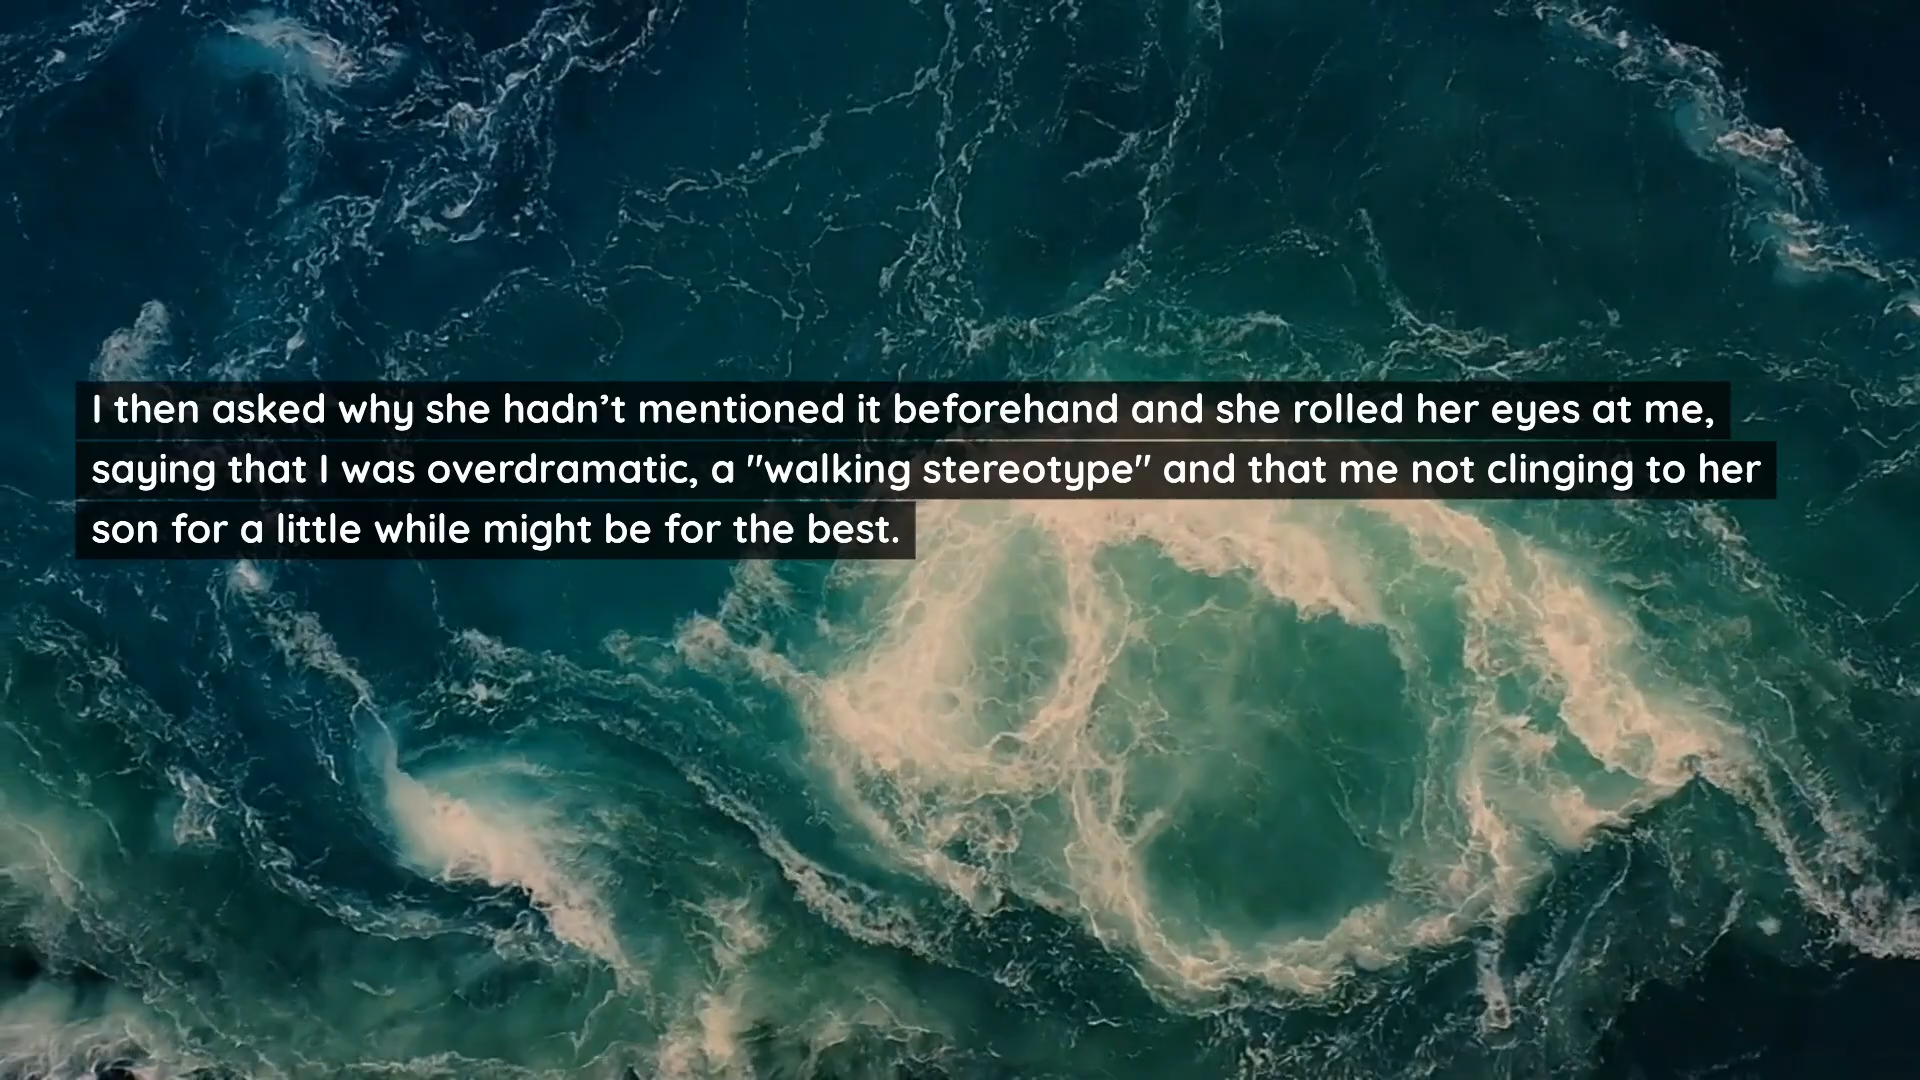 I then asked why she hadn’t mentioned it beforehand and she rolled her eyes at me,
saying that I was overdramatic, a "walking stereotype" and that me not clinging to her
son for a little while might be for the best.